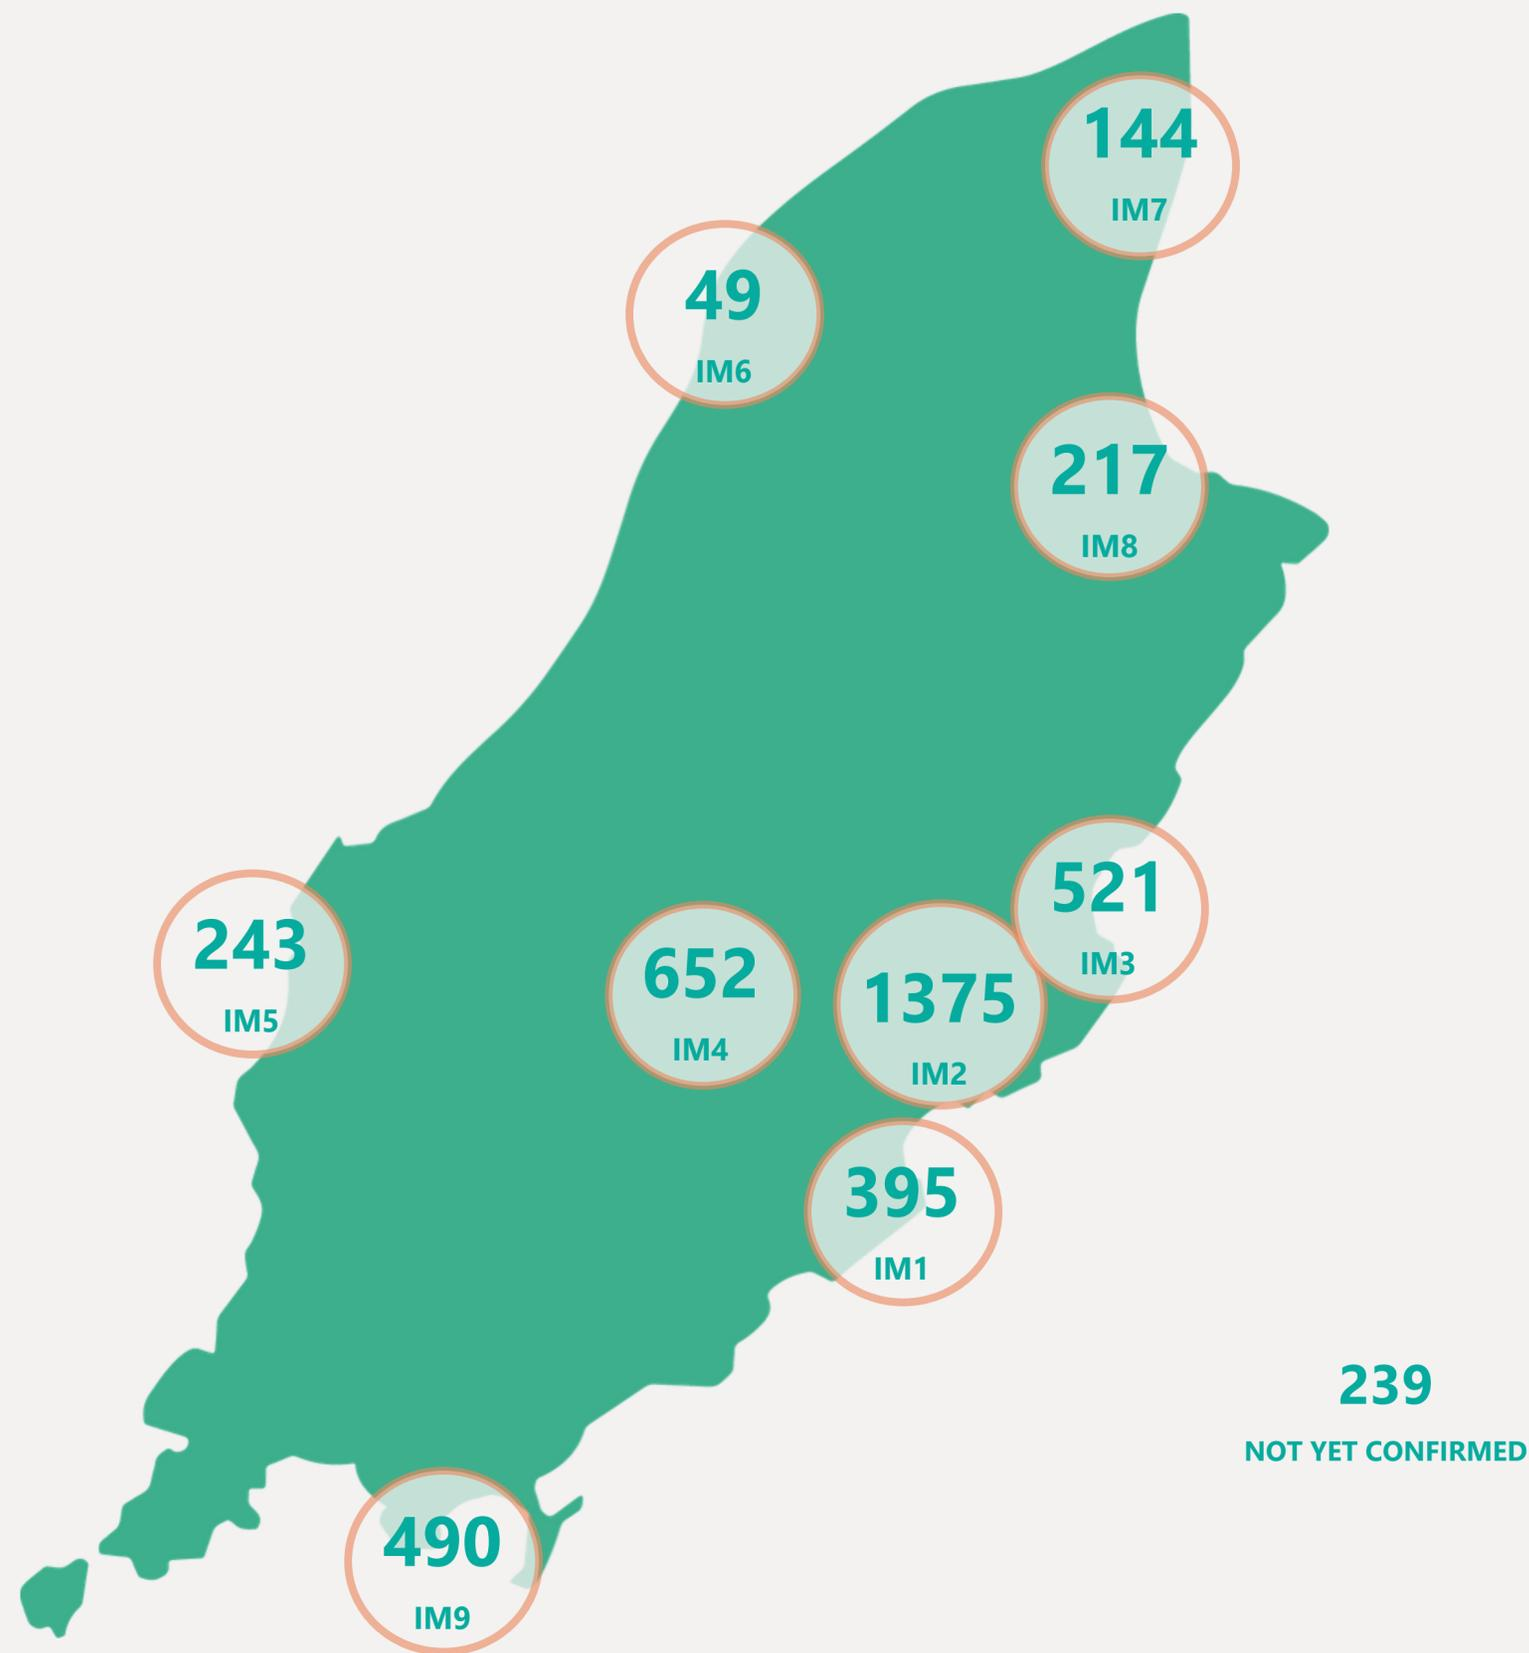 144
IM7
49
IM6
217
IM8
521
IM3
243
IM5
652
IM4
1375
IM2
395
IM1
239
NOT YET CONFIRMED
490
IM9